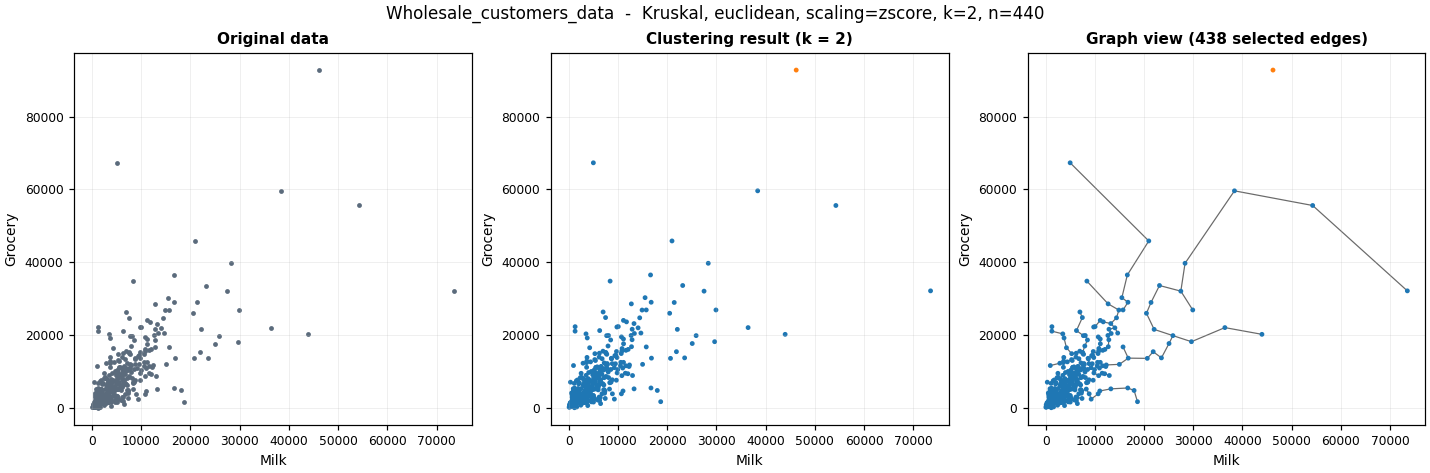 Wholesale_customers_data  -  Kruskal, euclidean, scaling=zscore, k=2, n=440
Original data
Grocery
80000
60000
40000
20000
0
0 10000 20000 30000 40000 50000 60000 70000
Milk
Clustering result (k = 2)
Grocery
80000
60000
40000
20000
0
0 10000 20000 30000 40000 50000 60000 70000
Milk
Graph view (438 selected edges)
Grocery
80000
60000
40000
20000
0
0 10000 20000 30000 40000 50000 60000 70000
Milk